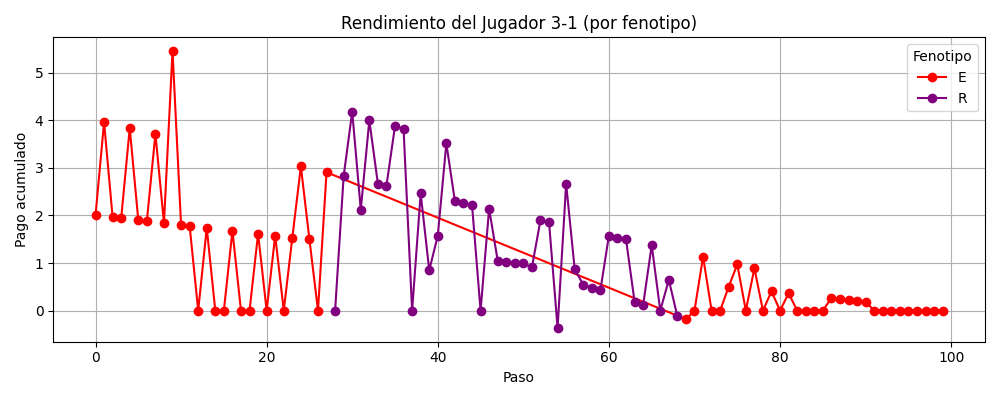 Rendimiento del Jugador 3-1 (por fenotipo)
Pago acumulado
5
4
3
2
1
0
0
20
40
60
80
100
Paso
Fenotipo
E
R